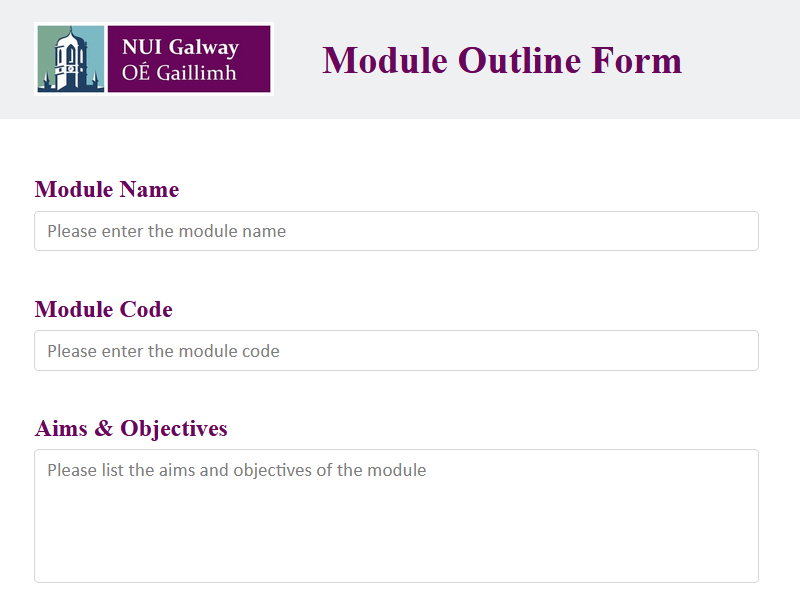 NUI Galway
OÉ Gaillimh
Module Outline Form
Module Name
Please enter the module name
Module Code
Please enter the module code
Aims & Objectives
Please list the aims and objectives of the module